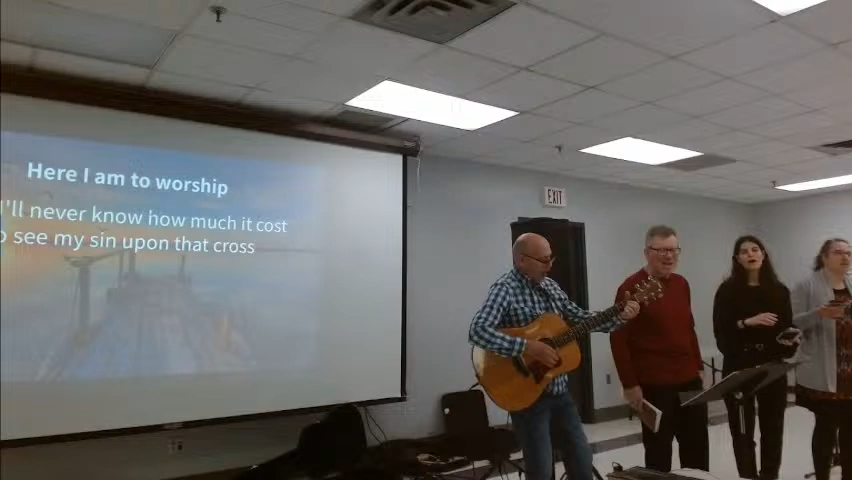 Here I am to worship
I'll never know how much it cost
see my sin upon that cross
EXIT